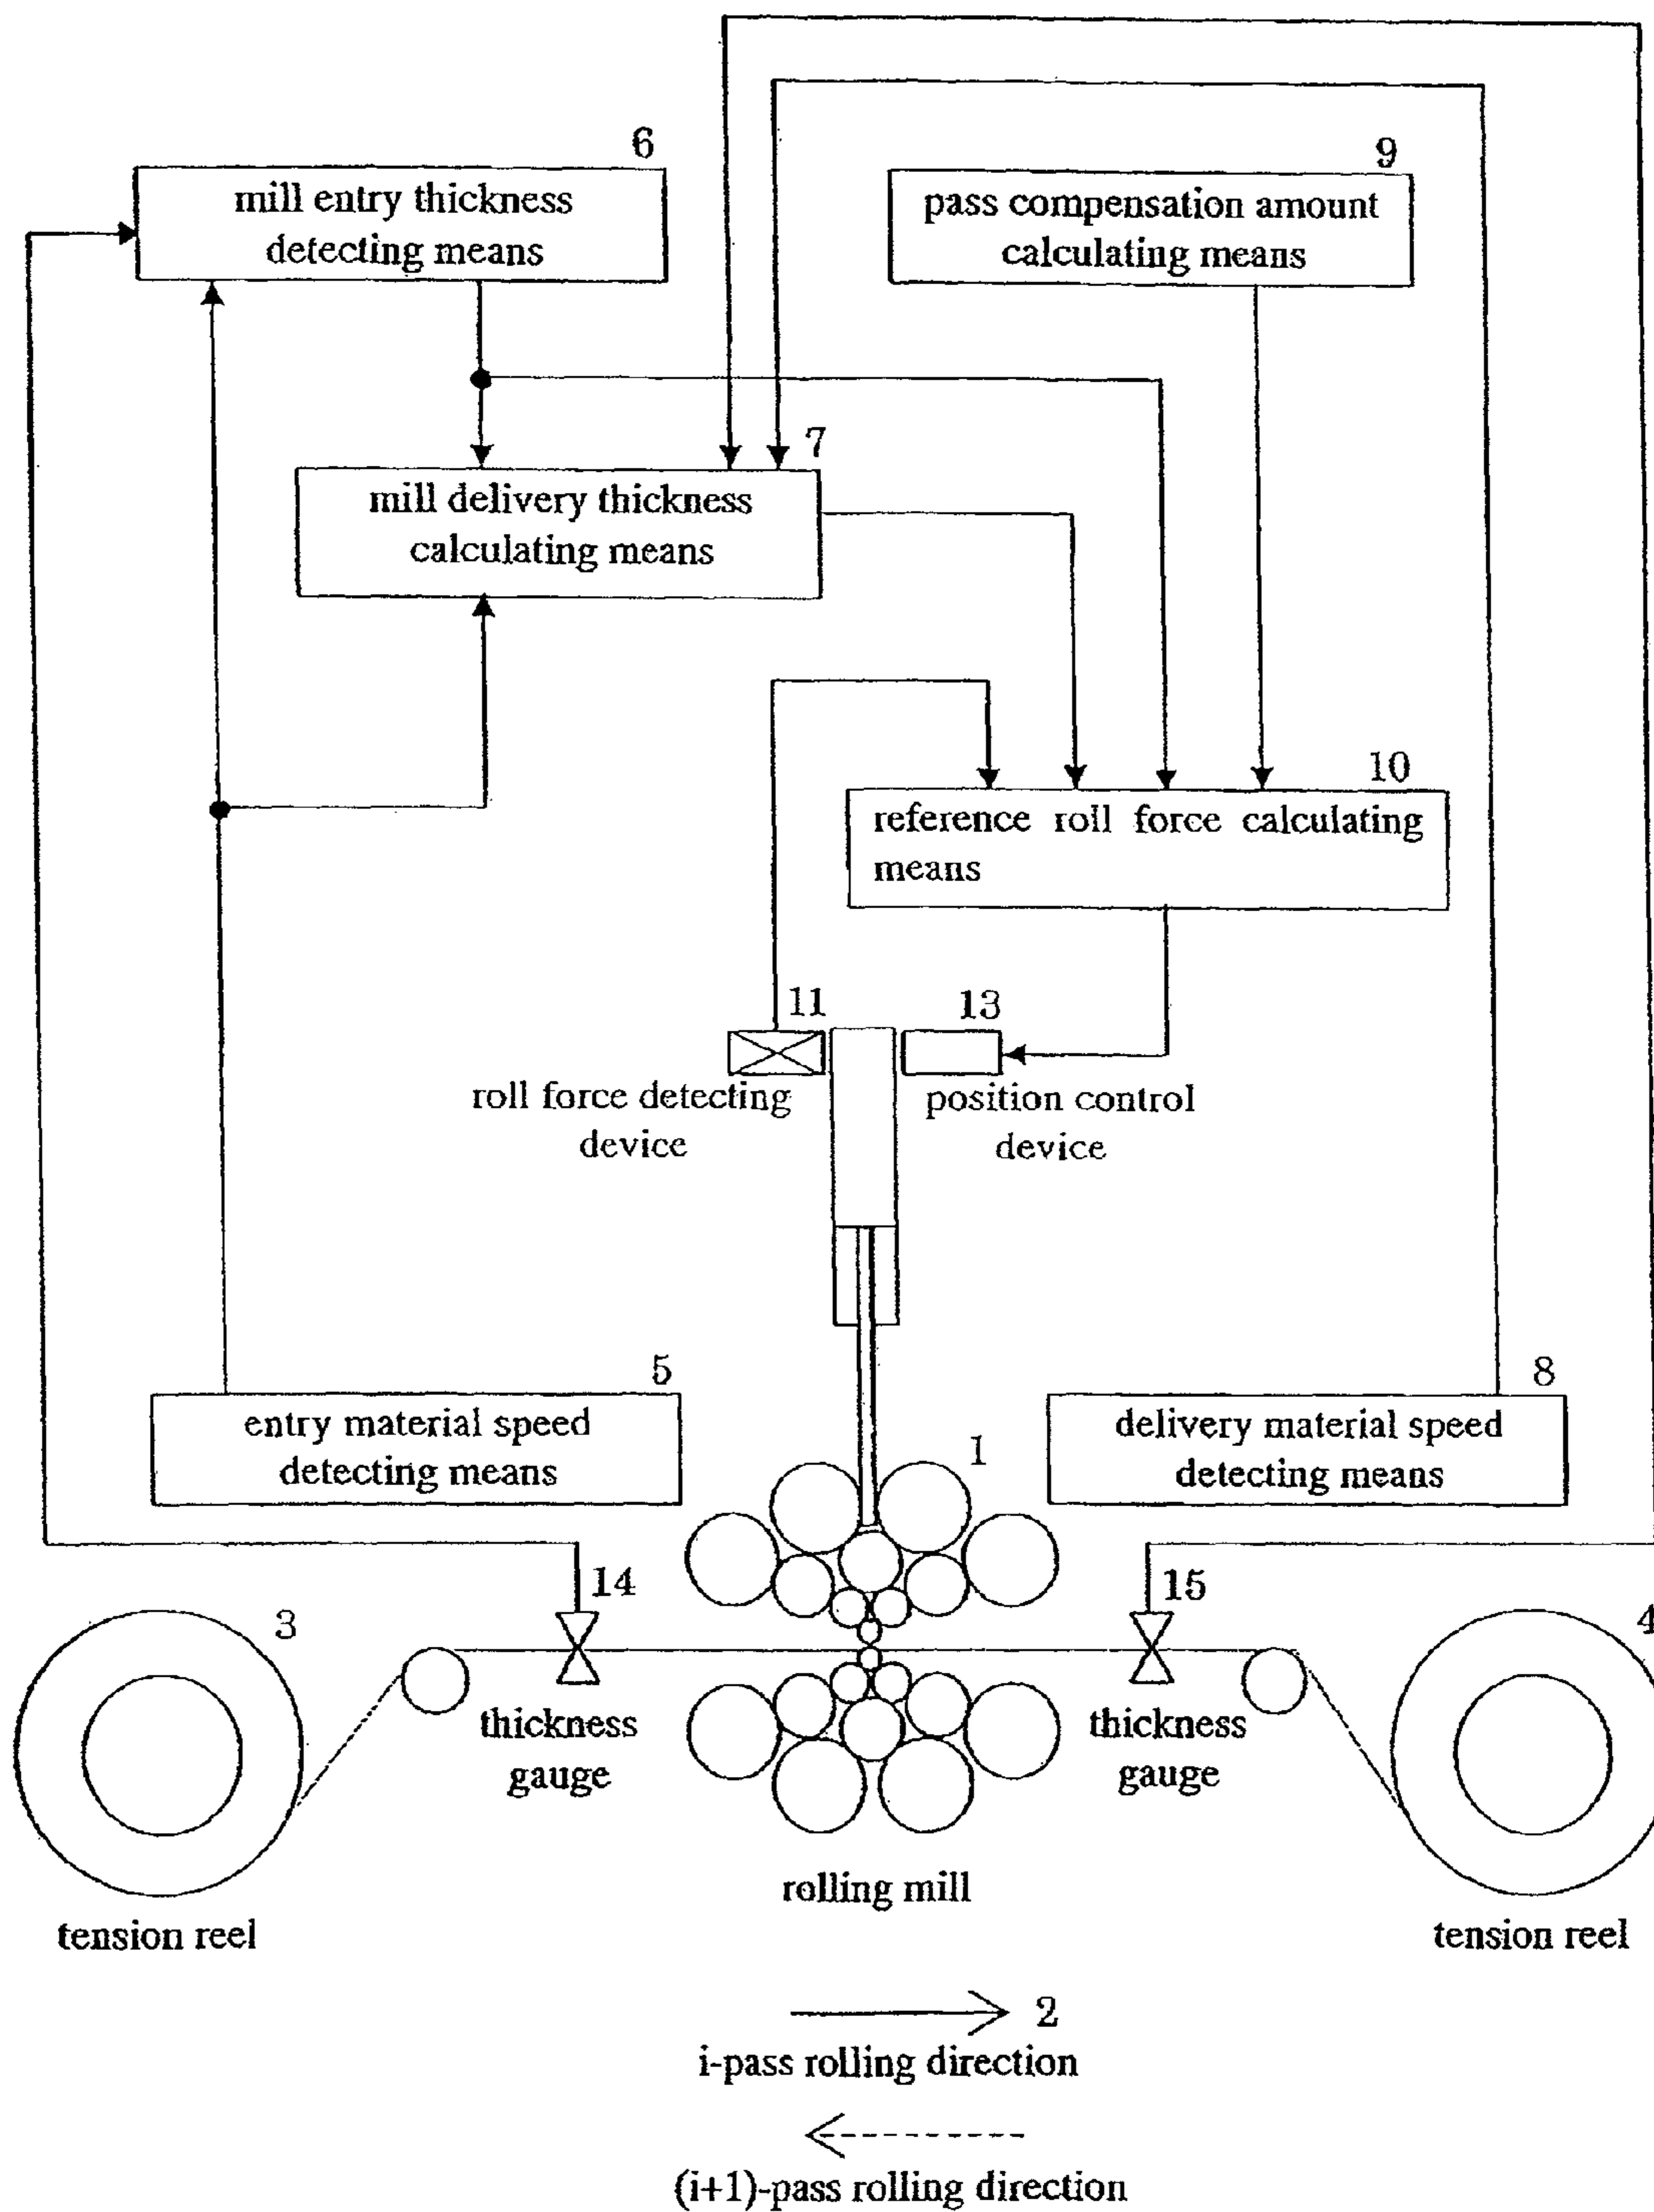 6
mill entry thickness
detecting means
9
pass compensation amount
calculating means
7
mill delivery thickness
calculating means
10
reference roll force calculating
means
11
13
roll force detecting
device
position control
device
5
entry material speed
detecting means
8
delivery material speed
detecting means
1
14
15
3
4
thickness
gauge
thickness
gauge
rolling mill
tension reel
tension reel
2
i-pass rolling direction
(i+1)-pass rolling direction